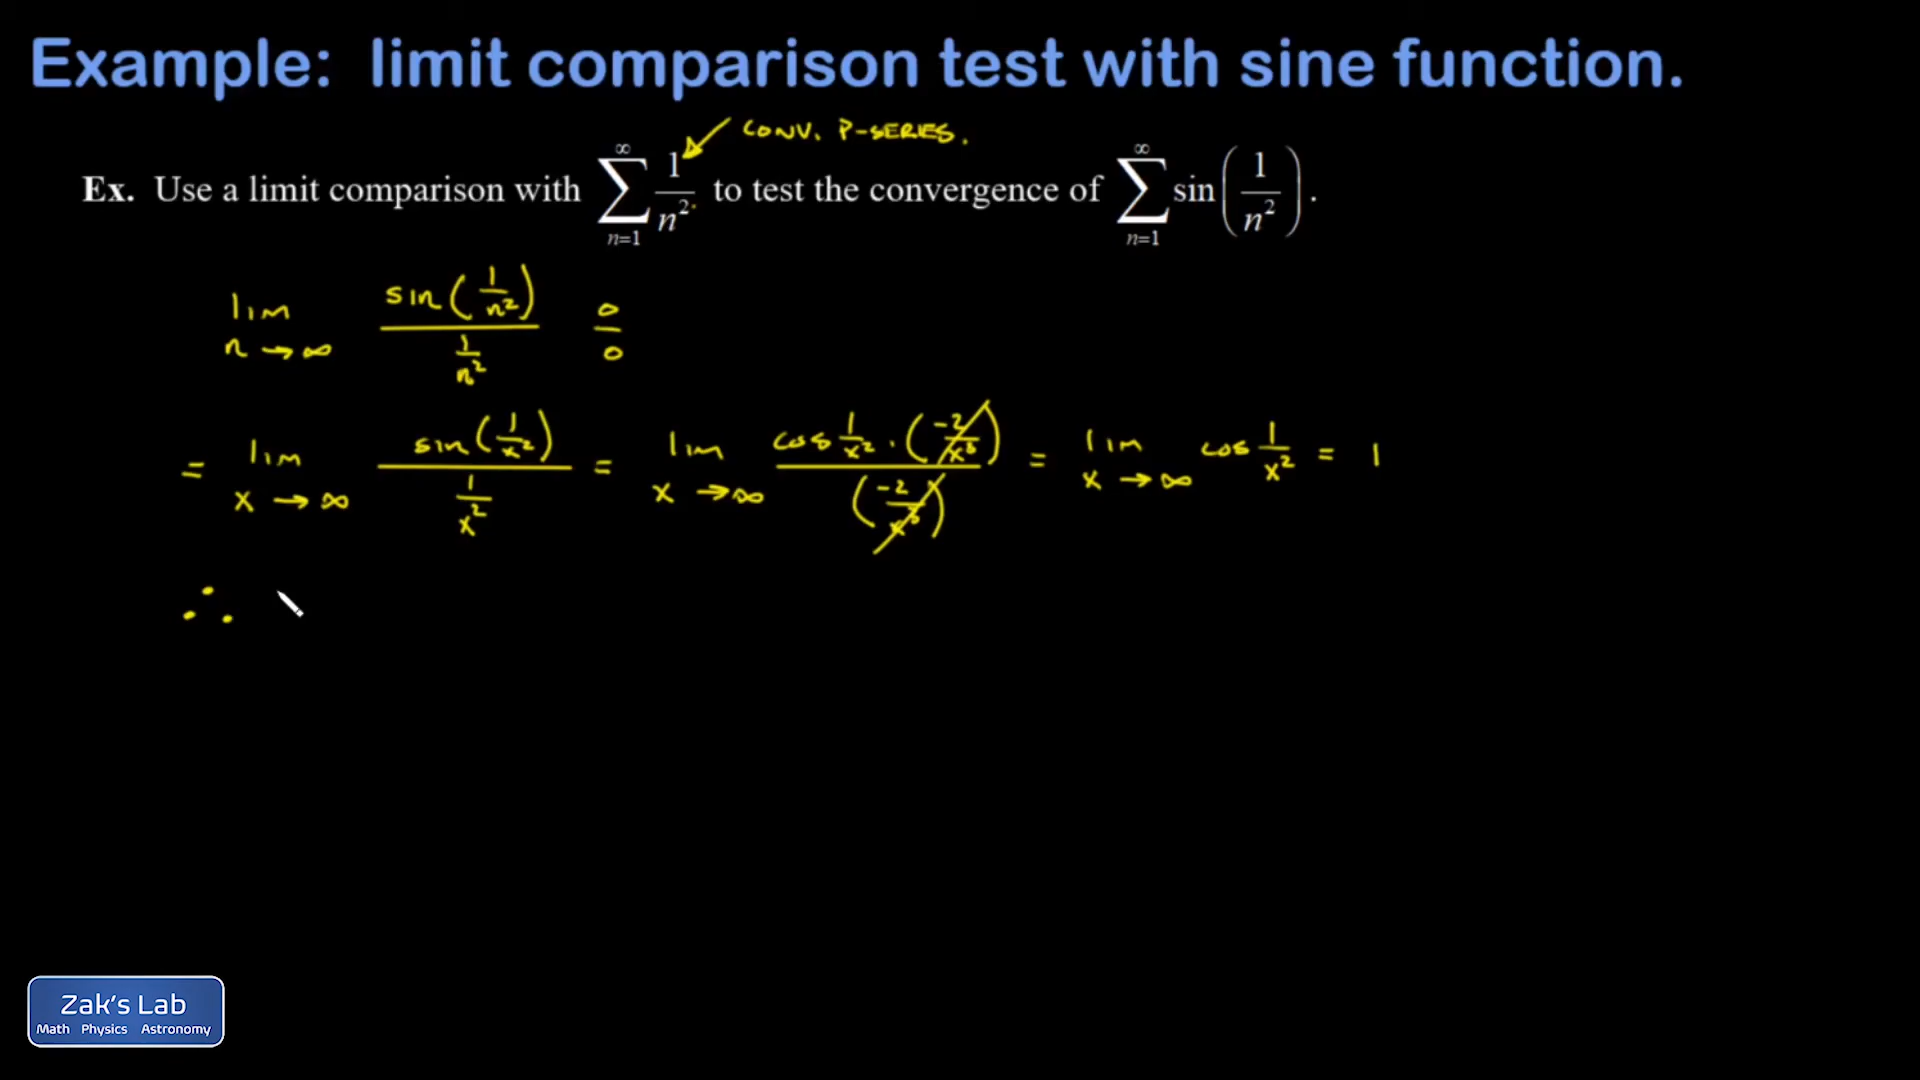 Example: limit comparison test with sine function.
CONV. P-SERIES.
Ex. Use a limit comparison with ∑_{n=1}^{∞} 1/n² to test the convergence of ∑_{n=1}^{∞} sin(1/n²).
lim_{n→∞} sin(1/n²) / (1/n²) 0/0
= lim_{x→∞} sin(1/x²) / (1/x²) = lim_{x→∞} cos 1/x² · (-2/x³) / (-2/x³) = lim_{x→∞} cos 1/x² = 1
∴
Zak's Lab
Math Physics Astronomy